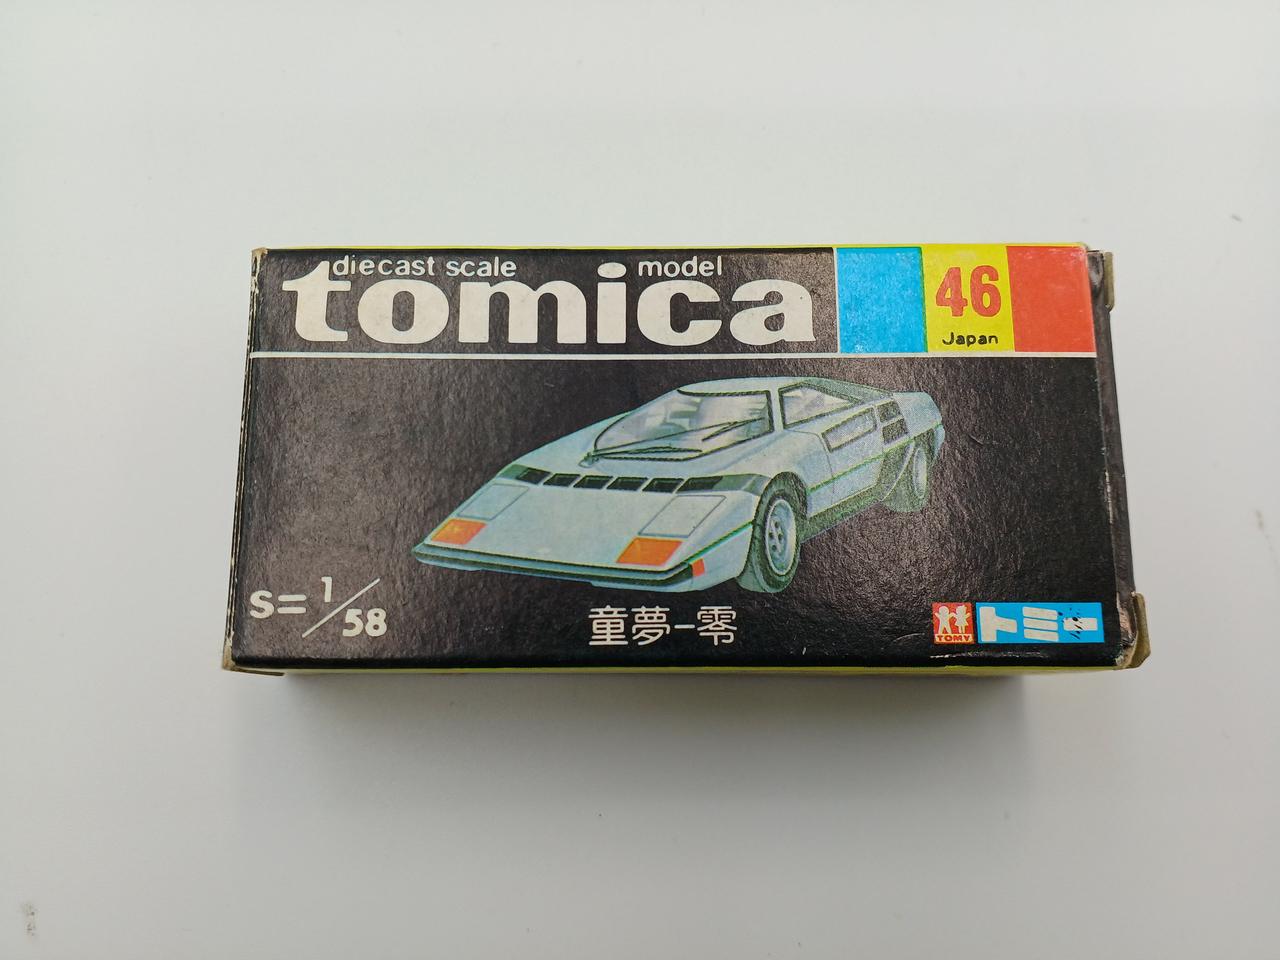 diecast scale model
tomica
46
Japan
S=1/58
童夢-零
TOMY
トミー